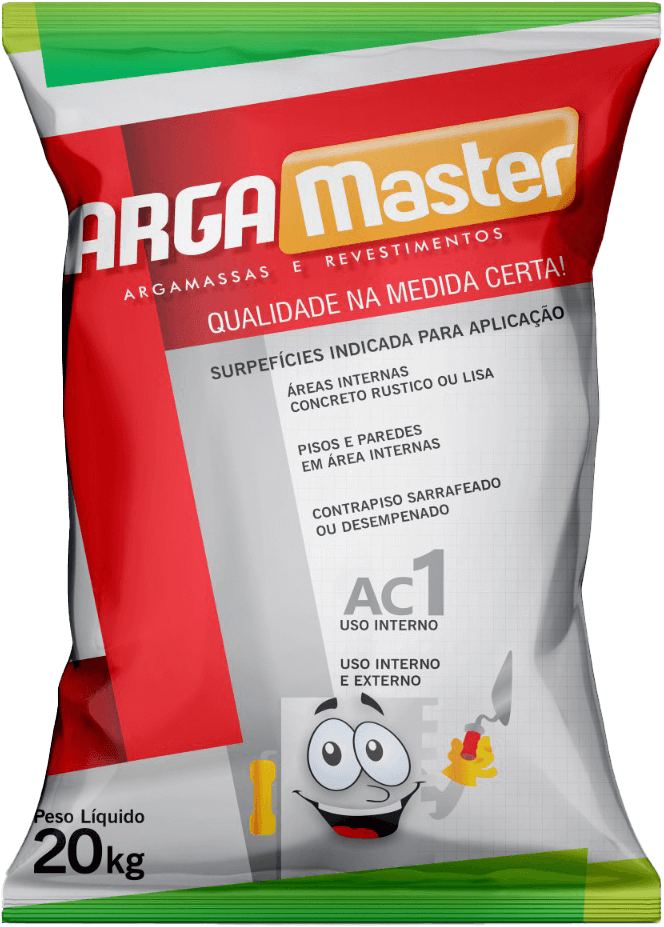 ARGA Master
ARGAMASSAS E REVESTIMENTOS
QUALIDADE NA MEDIDA CERTA!
SURPEFÍCIES INDICADA PARA APLICAÇÃO
ÁREAS INTERNAS
CONCRETO RUSTICO OU LISA
PISOS E PAREDES
EM ÁREA INTERNAS
CONTRAPISO SARRAFEADO
OU DESEMPENADO
AC1
USO INTERNO
USO INTERNO
E EXTERNO
Peso Líquido
20kg